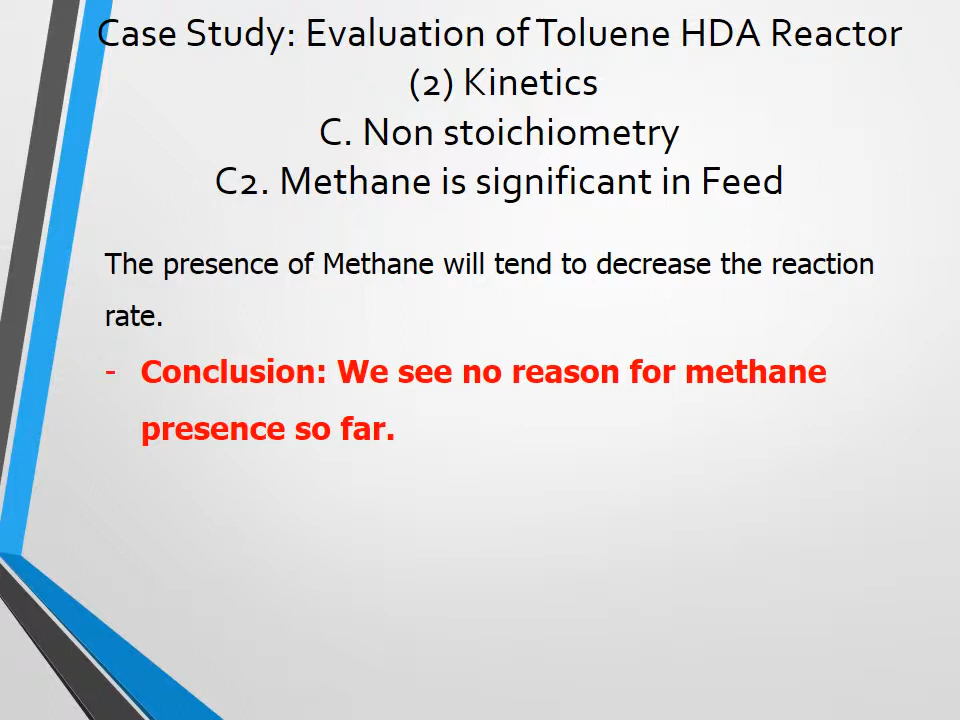 Case Study: Evaluation of Toluene HDA Reactor
(2) Kinetics
C. Non stoichiometry
C2. Methane is significant in Feed
The presence of Methane will tend to decrease the reaction
rate.
- Conclusion: We see no reason for methane
presence so far.